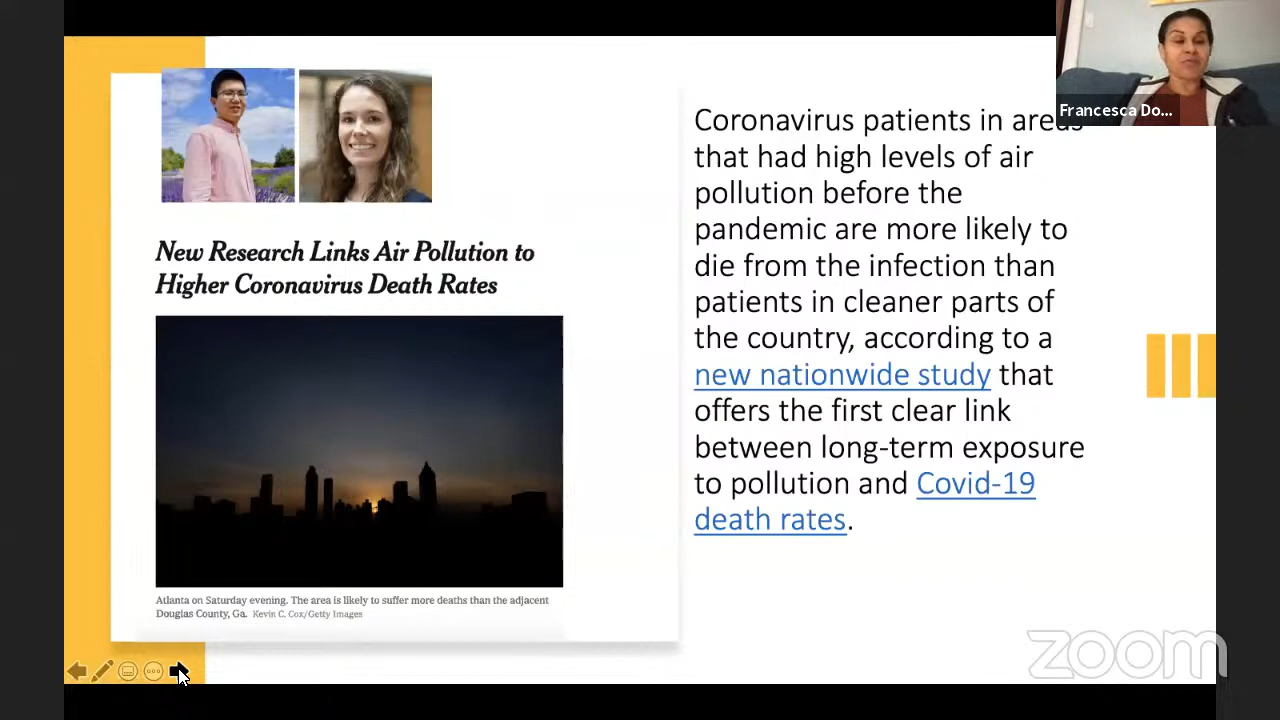 New Research Links Air Pollution to
Higher Coronavirus Death Rates
Atlanta on Saturday evening. The area is likely to suffer more deaths than the adjacent
Douglas County, Ga. Kevin C. Cox/Getty Images
Coronavirus patients in areas
that had high levels of air
pollution before the
pandemic are more likely to
die from the infection than
patients in cleaner parts of
the country, according to a
new nationwide study that
offers the first clear link
between long-term exposure
to pollution and Covid-19
death rates.
Francesca Do...
zoom